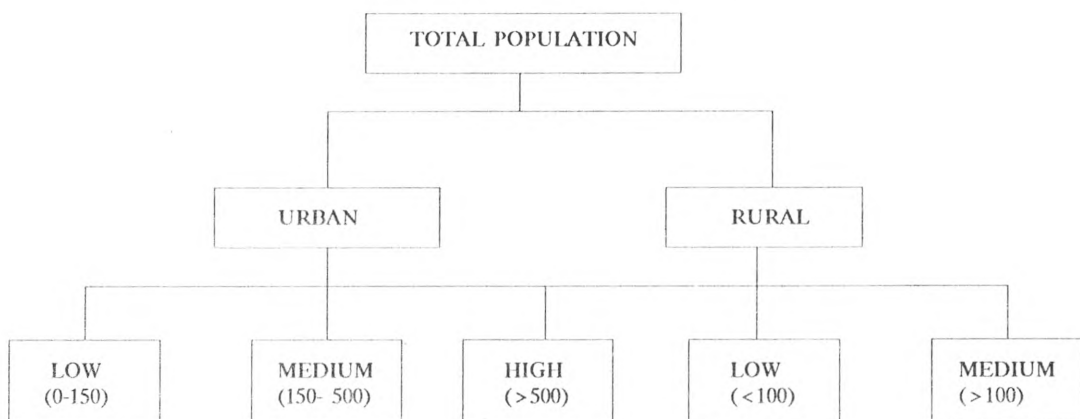 TOTAL POPULATION
URBAN
RURAL
LOW
(0-150)
MEDIUM
(150- 500)
HIGH
(>500)
LOW
(<100)
MEDIUM
(>100)